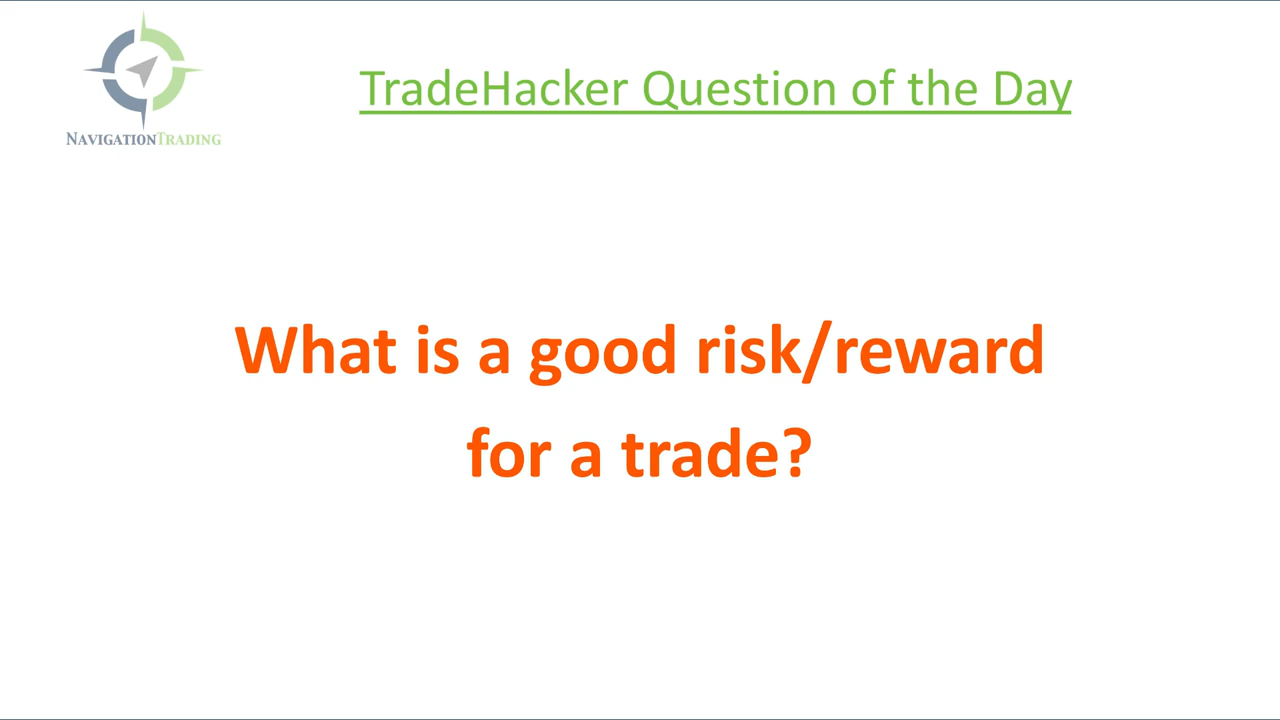 NAVIGATIONTRADING
TradeHacker Question of the Day
What is a good risk/reward
for a trade?